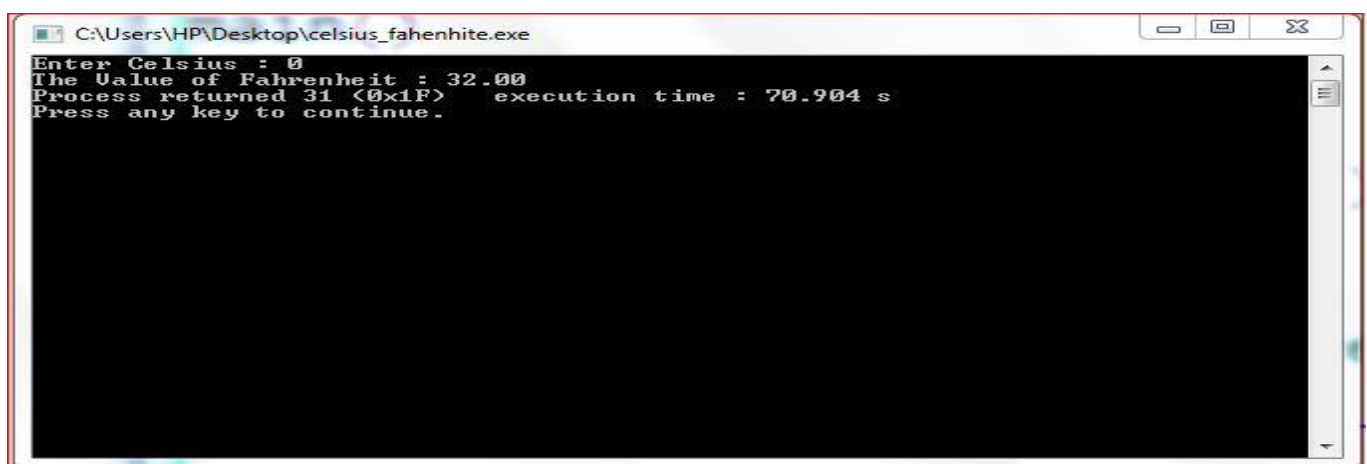 C:\Users\HP\Desktop\celsius_fahenhite.exe
Enter Celsius : 0
The Value of Fahrenheit : 32.00
Process returned 31 (0x1F)   execution time : 70.904 s
Press any key to continue.